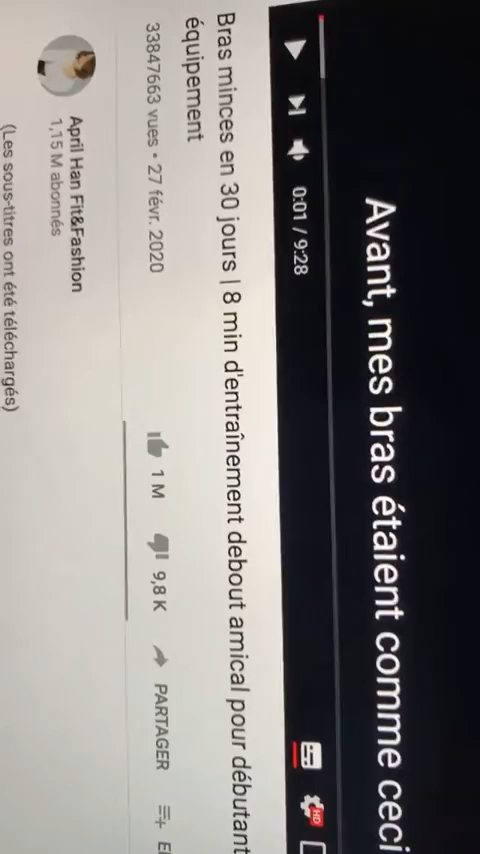 Avant, mes bras étaient comme ceci
0:01 / 9:28
HD
Bras minces en 30 jours | 8 min d'entraînement debout amical pour débutant
équipement
33847663 vues • 27 févr. 2020
1 M
9,8 K
PARTAGER
April Han Fit&Fashion
1,15 M abonnés
(Les sous-titres ont été téléchargés)